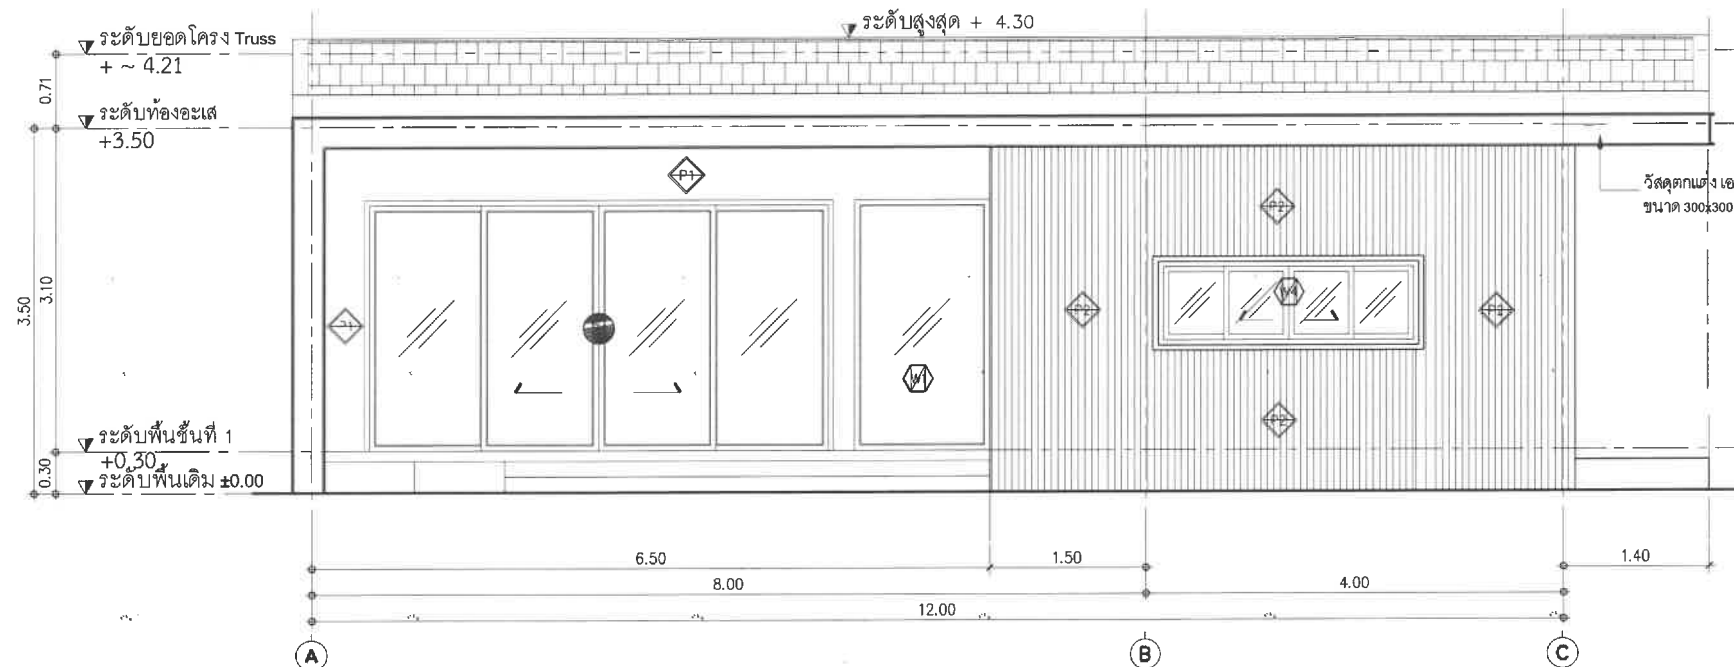 ระดับสูงสุด + 4.30
ระดับยอดโครง Truss
+ ~ 4.21
0.71
ระดับท้องอะเส
+3.50
P1
วัสดุตกแต่ง เอ
ขนาด 300x300
P2
3.50
3.10
P1
P2
W4
P2
W1
P2
ระดับพื้นชั้นที่ 1
+0.30
0.30
ระดับพื้นเดิม ±0.00
6.50
1.50
1.40
8.00
4.00
12.00
A
B
C